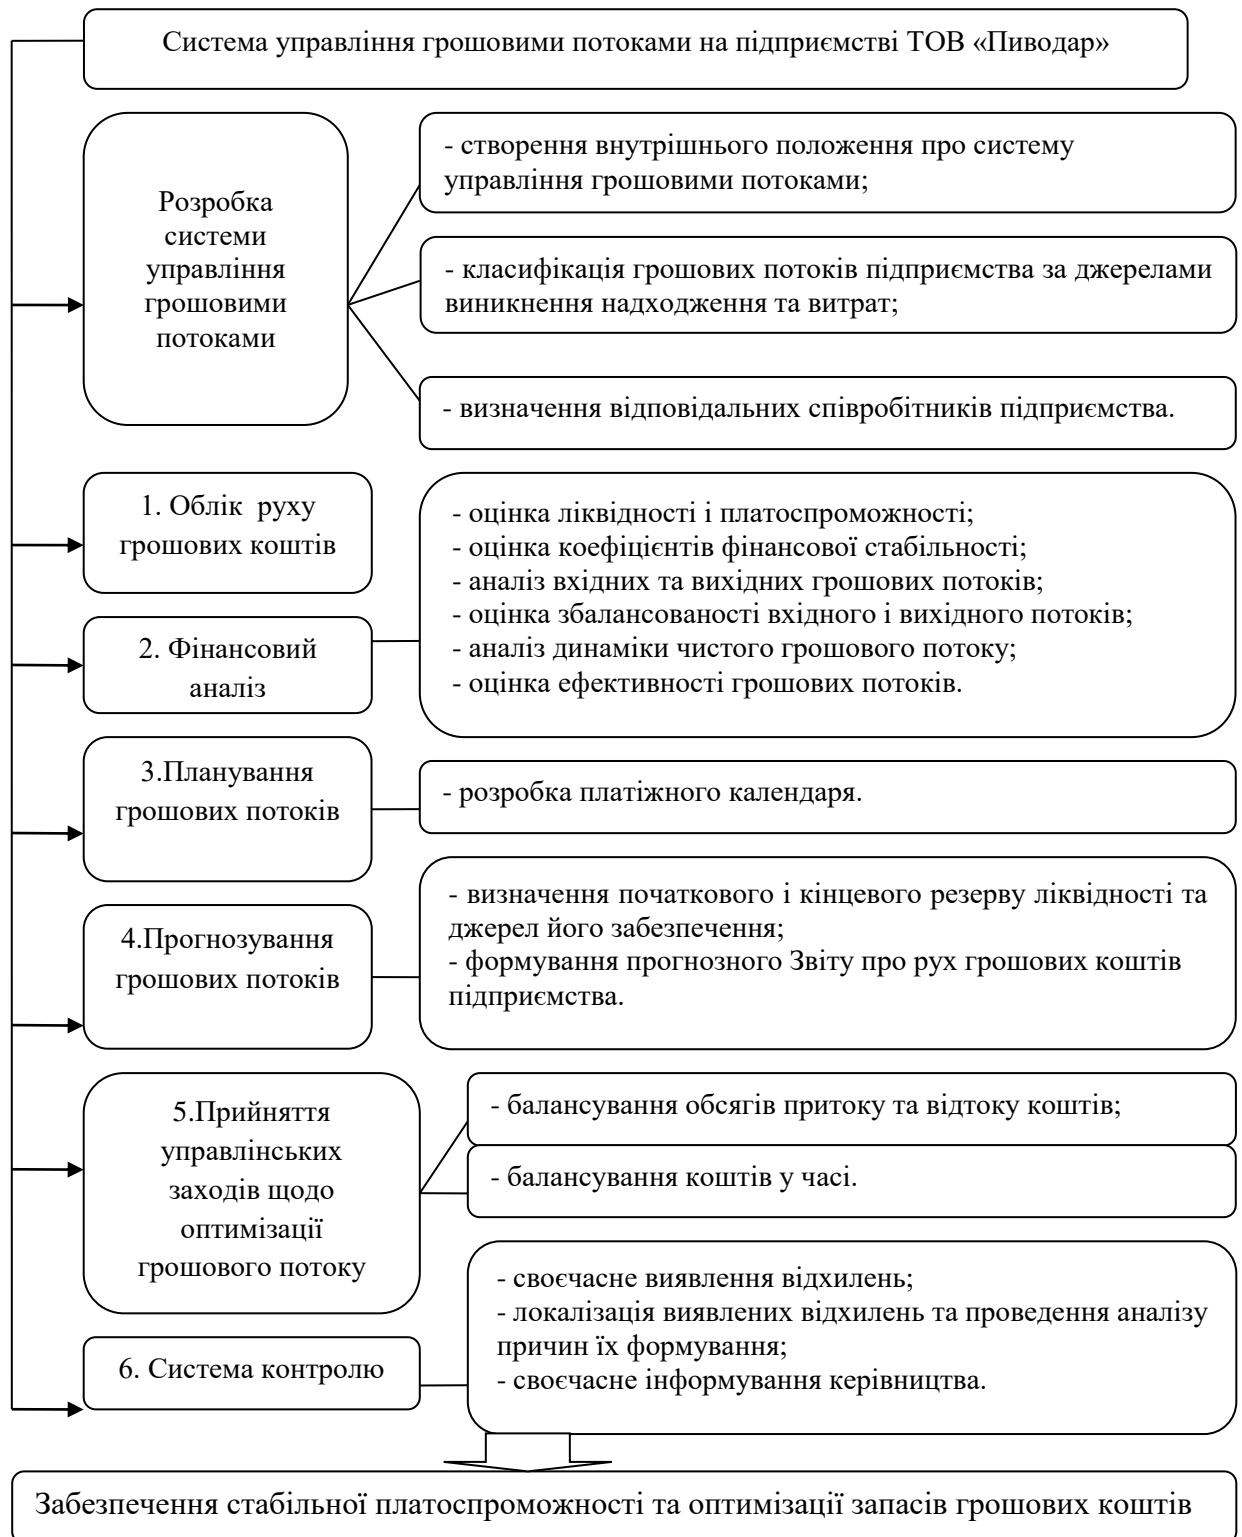 Система управління грошовими потоками на підприємстві ТОВ «Пиводар»
Розробка
системи
управління
грошовими
потоками
- створення внутрішнього положення про систему
управління грошовими потоками;
- класифікація грошових потоків підприємства за джерелами
виникнення надходження та витрат;
- визначення відповідальних співробітників підприємства.
1. Облік руху
грошових коштів
2. Фінансовий
аналіз
- оцінка ліквідності і платоспроможності;
- оцінка коефіцієнтів фінансової стабільності;
- аналіз вхідних та вихідних грошових потоків;
- оцінка збалансованості вхідного і вихідного потоків;
- аналіз динаміки чистого грошового потоку;
- оцінка ефективності грошових потоків.
3.Планування
грошових потоків
- розробка платіжного календаря.
4.Прогнозування
грошових потоків
- визначення початкового і кінцевого резерву ліквідності та
джерел його забезпечення;
- формування прогнозного Звіту про рух грошових коштів
підприємства.
5.Прийняття
управлінських
заходів щодо
оптимізації
грошового потоку
- балансування обсягів притоку та відтоку коштів;
- балансування коштів у часі.
6. Система контролю
- своєчасне виявлення відхилень;
- локалізація виявлених відхилень та проведення аналізу
причин їх формування;
- своєчасне інформування керівництва.
Забезпечення стабільної платоспроможності та оптимізації запасів грошових коштів